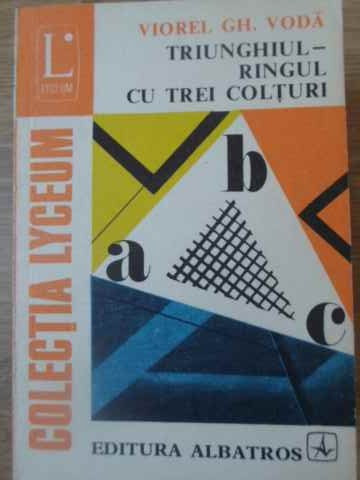 L
LYCEUM
VIOREL GH. VODĂ
TRIUNGHIUL–
RINGUL
CU TREI COLȚURI
COLECȚIA LYCEUM
b
a
c
EDITURA ALBATROS